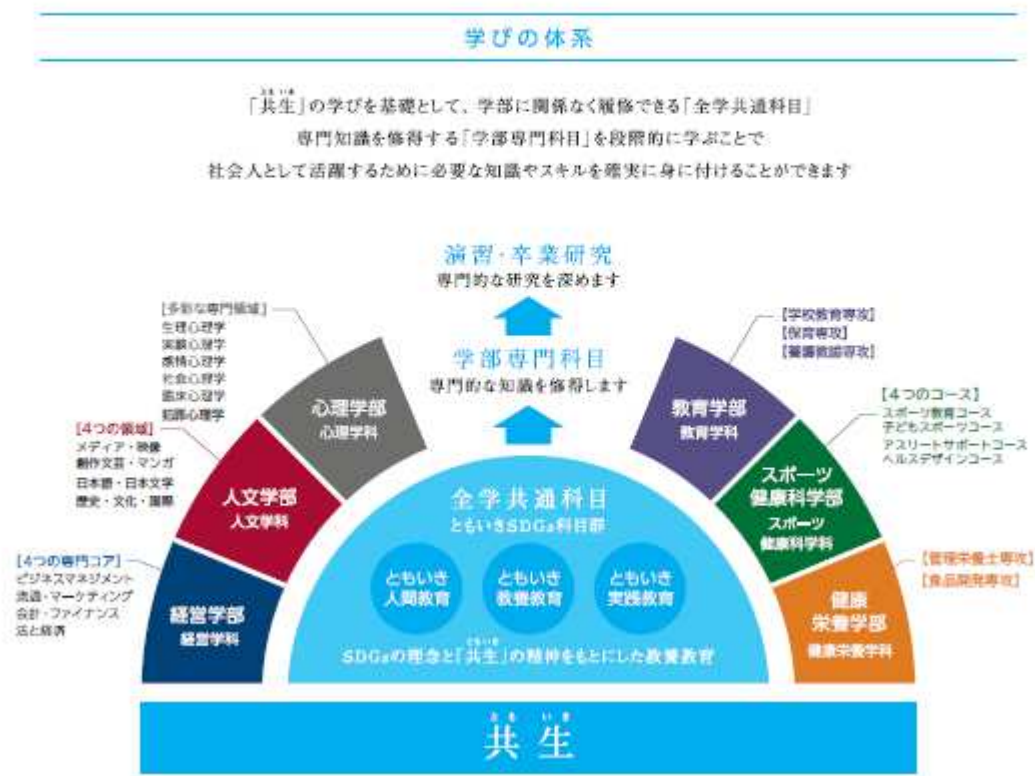 学びの体系
「共生」の学びを基礎として、学部に関係なく履修できる「全学共通科目」
専門知識を修得する「学部専門科目」を段階的に学ぶことで
社会人として活躍するために必要な知識やスキルを確実に身に付けることができます
演習・卒業研究
専門的な研究を深めます
学部専門科目
専門的な知識を修得します
[多彩な専門領域]
生理心理学
実験心理学
感情心理学
社会心理学
臨床心理学
犯罪心理学
心理学部
心理学科
[4つの領域]
メディア・映像
創作文芸・マンガ
日本語・日本文学
歴史・文化・国際
人文学部
人文学科
[4つの専門コア]
ビジネスマネジメント
流通・マーケティング
会計・ファイナンス
法と経済
経営学部
経営学科
【学校教育専攻】
【保育専攻】
【養護教諭専攻】
教育学部
教育学科
【4つのコース】
スポーツ教育コース
子どもスポーツコース
アスリートサポートコース
ヘルスデザインコース
スポーツ
健康科学部
スポーツ
健康科学科
【管理栄養士専攻】
【食品開発専攻】
健康
栄養学部
健康栄養学科
全学共通科目
ともいきSDGs科目群
ともいき
人間教育
ともいき
教養教育
ともいき
実践教育
SDGsの理念と「共生」の精神をもとにした教養教育
とも いき
共生